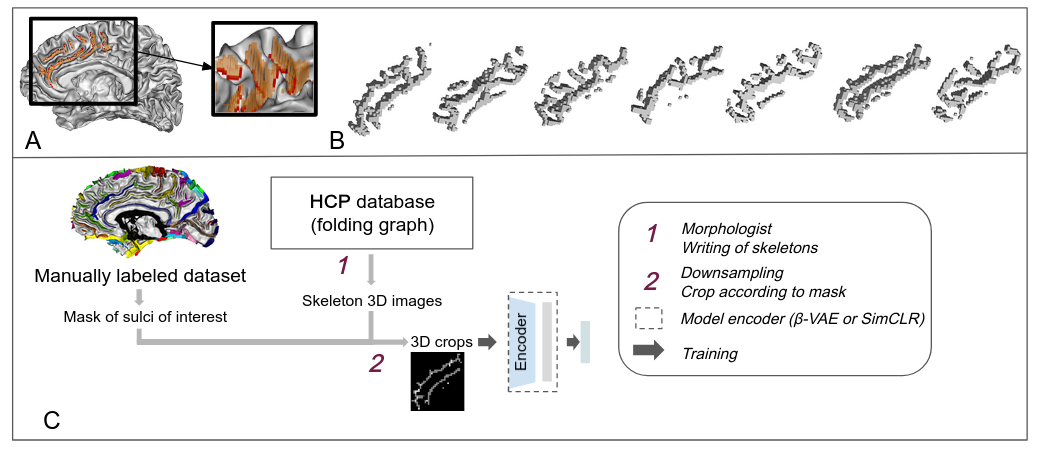 A
B
HCP database
(folding graph)
1
Manually labeled dataset
Skeleton 3D images
Mask of sulci of interest
3D crops
2
Encoder
1
Morphologist
Writing of skeletons
2
Downsampling
Crop according to mask
Model encoder (β-VAE or SimCLR)
Training
C